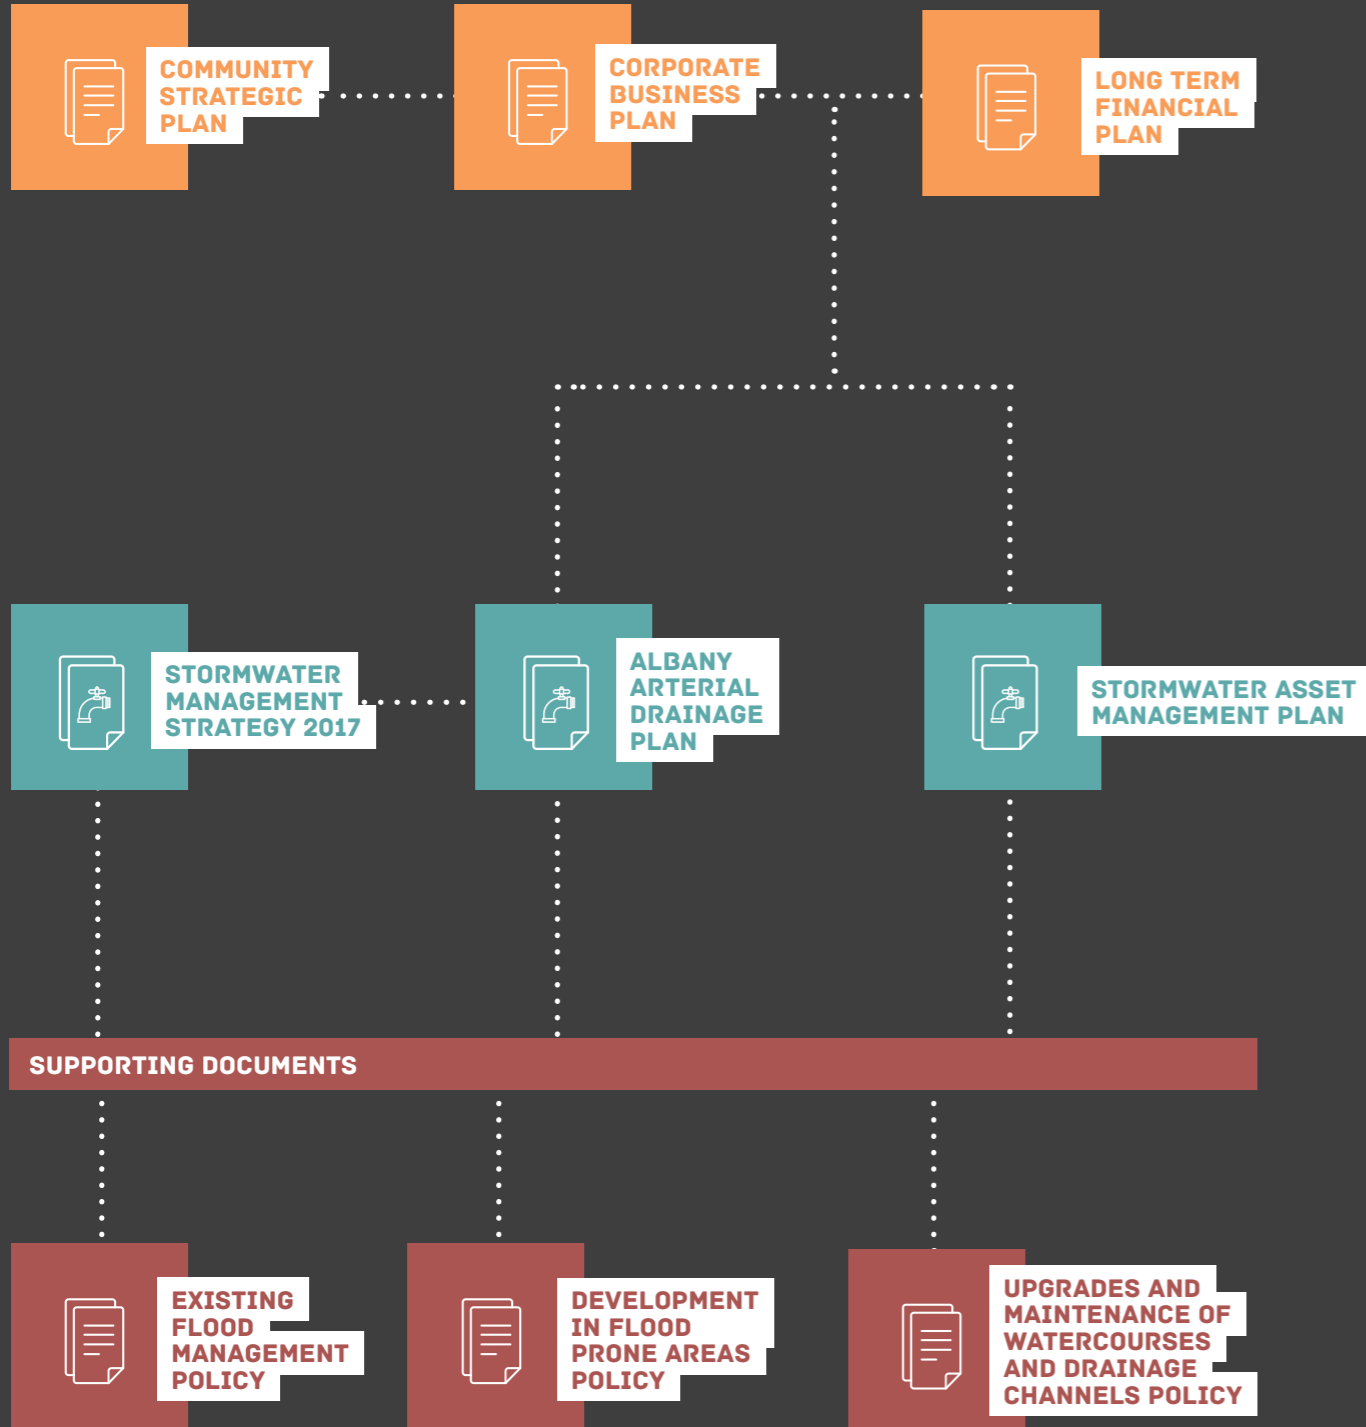 COMMUNITY
STRATEGIC
PLAN
CORPORATE
BUSINESS
PLAN
LONG TERM
FINANCIAL
PLAN
STORMWATER
MANAGEMENT
STRATEGY 2017
ALBANY
ARTERIAL
DRAINAGE
PLAN
STORMWATER ASSET
MANAGEMENT PLAN
SUPPORTING DOCUMENTS
EXISTING
FLOOD
MANAGEMENT
POLICY
DEVELOPMENT
IN FLOOD
PRONE AREAS
POLICY
UPGRADES AND
MAINTENANCE OF
WATERCOURSES
AND DRAINAGE
CHANNELS POLICY